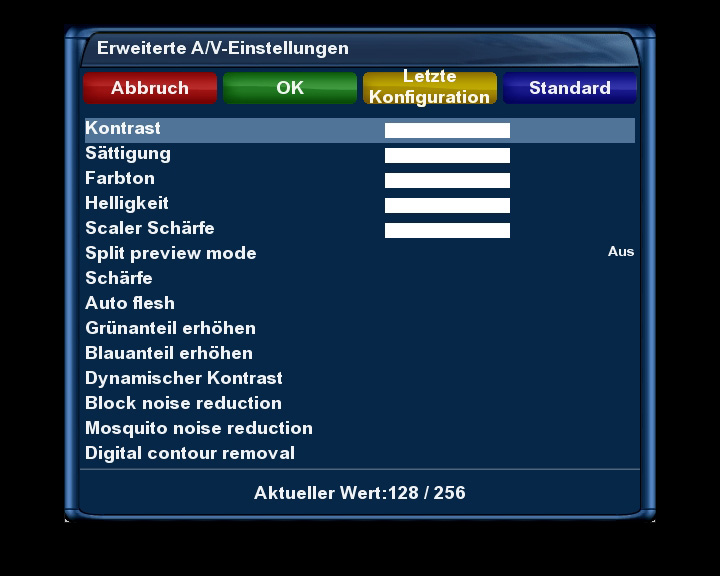 Erweiterte A/V-Einstellungen
Abbruch
OK
Letzte
Konfiguration
Standard
Kontrast
Sättigung
Farbton
Helligkeit
Scaler Schärfe
Split preview mode Aus
Schärfe
Auto flesh
Grünanteil erhöhen
Blauanteil erhöhen
Dynamischer Kontrast
Block noise reduction
Mosquito noise reduction
Digital contour removal
Aktueller Wert:128 / 256